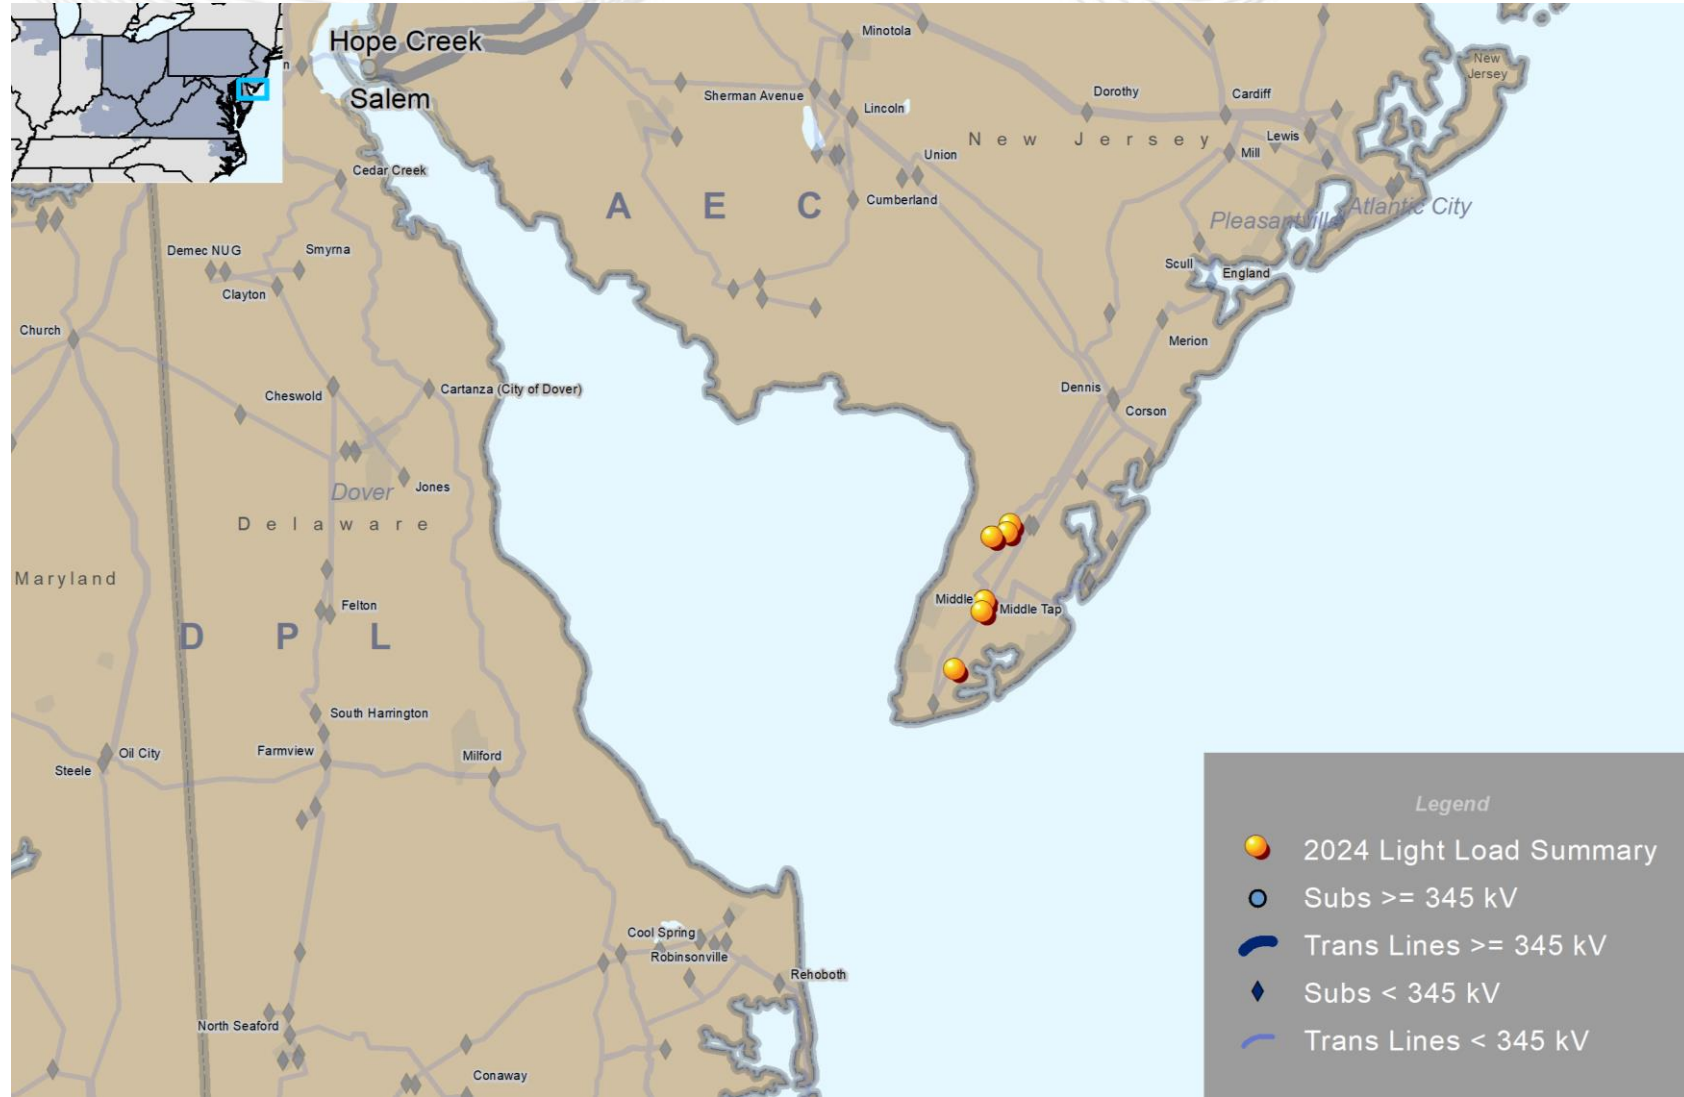 Hope Creek
Salem
Minotola
New
Jersey
Sherman Avenue
Lincoln
Dorothy
Cardiff
New Jersey
Lewis
Mill
Union
Cedar Creek
Cumberland
A E C
Pleasantville
Atlantic City
Demec NUG
Smyrna
Clayton
Scull
England
Church
Merion
Cheswold
Cartanza (City of Dover)
Dennis
Corson
Dover
Jones
Delaware
Maryland
Felton
Middle
Middle Tap
D P L
South Harrington
Farmview
Milford
Oil City
Steele
Cool Spring
Robinsonville
Rehoboth
North Seaford
Conaway
Legend
2024 Light Load Summary
Subs >= 345 kV
Trans Lines >= 345 kV
Subs < 345 kV
Trans Lines < 345 kV